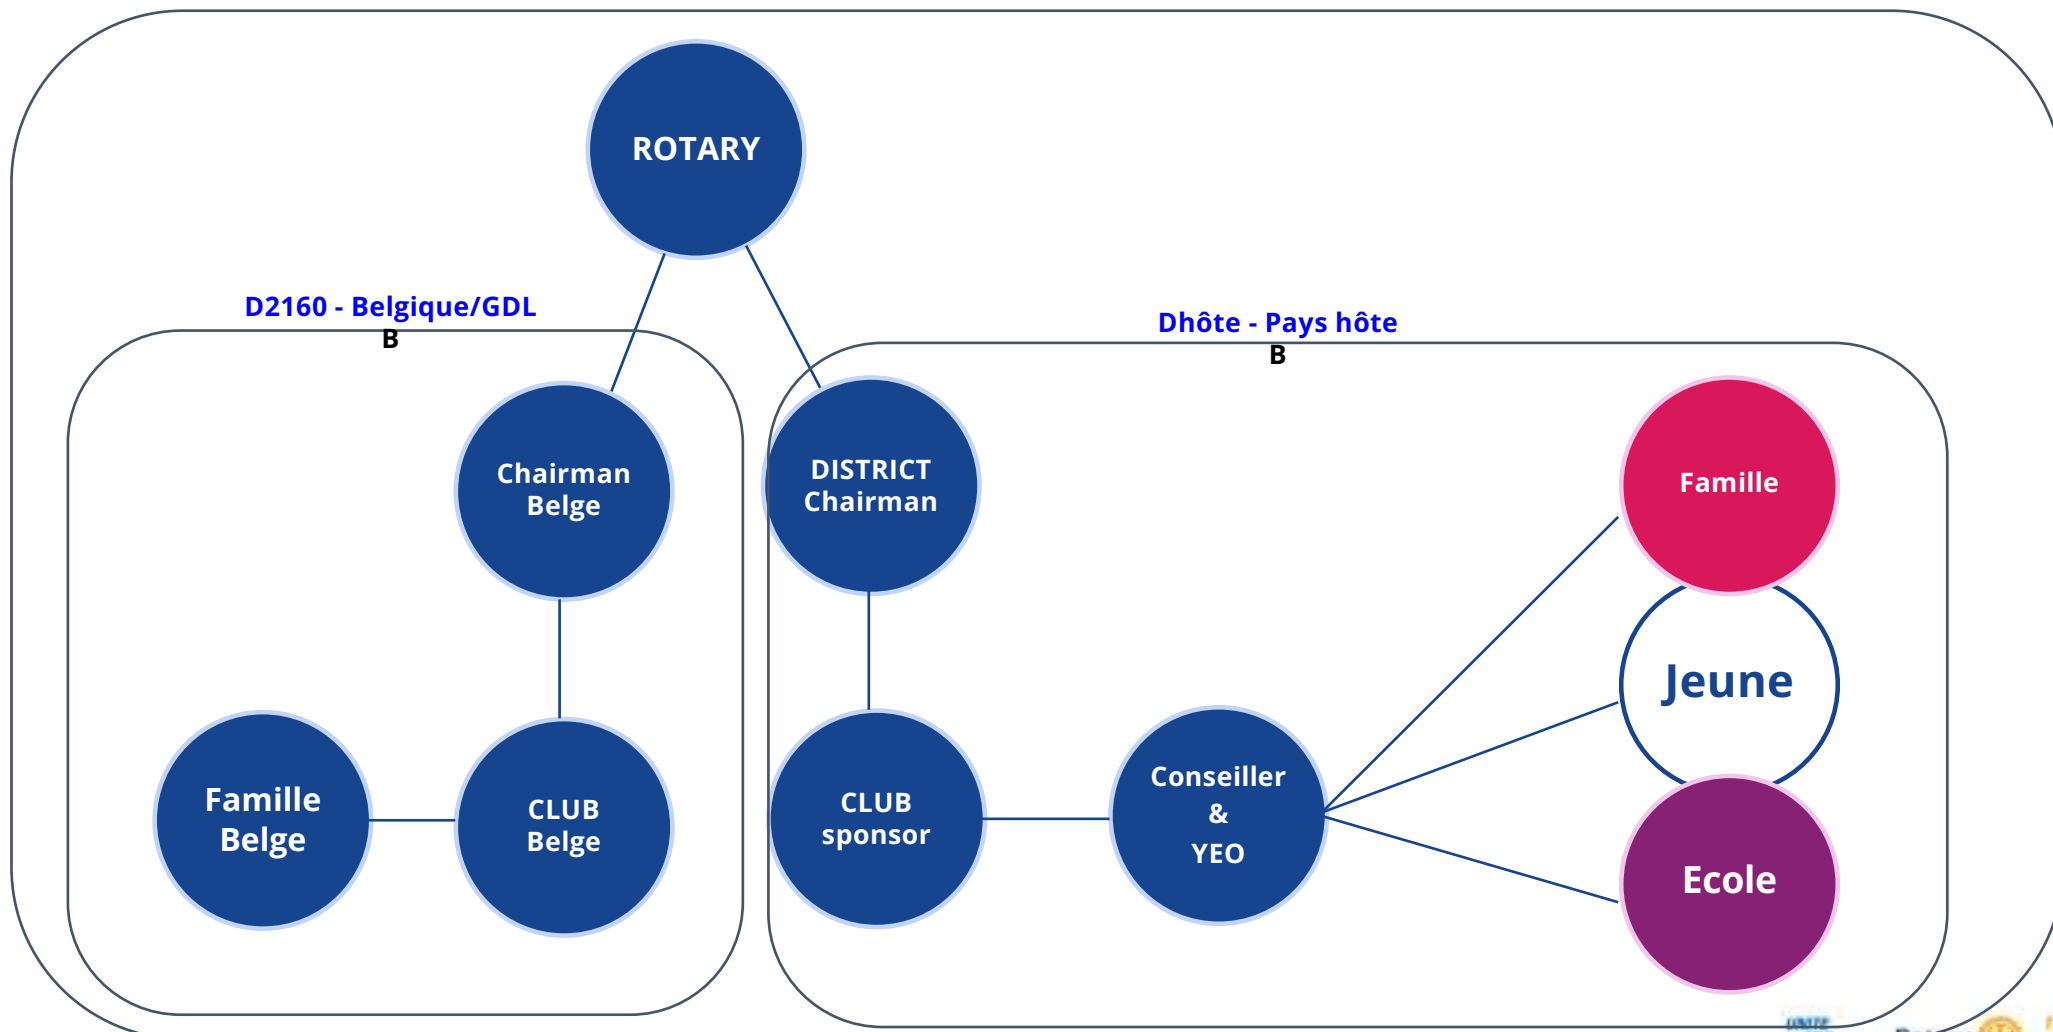 ROTARY
D2160 - Belgique/GDL
B
Dhôte - Pays hôte
B
Chairman
Belge
DISTRICT
Chairman
Famille
Jeune
Famille
Belge
CLUB
Belge
CLUB
sponsor
Conseiller
&
YEO
Ecole